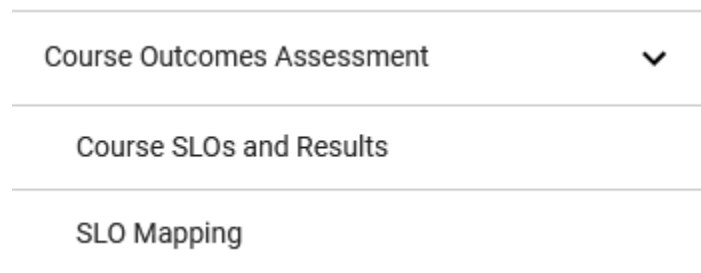 Course Outcomes Assessment
Course SLOs and Results
SLO Mapping